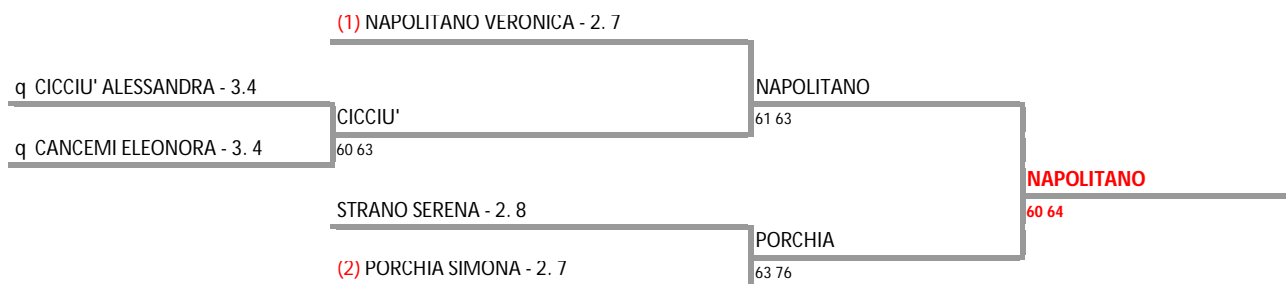 (1) NAPOLITANO VERONICA - 2. 7
q CICCIU' ALESSANDRA - 3.4
NAPOLITANO
CICCIU'
61 63
q CANCEMI ELEONORA - 3. 4
60 63
NAPOLITANO
STRANO SERENA - 2. 8
60 64
PORCHIA
(2) PORCHIA SIMONA - 2. 7
63 76